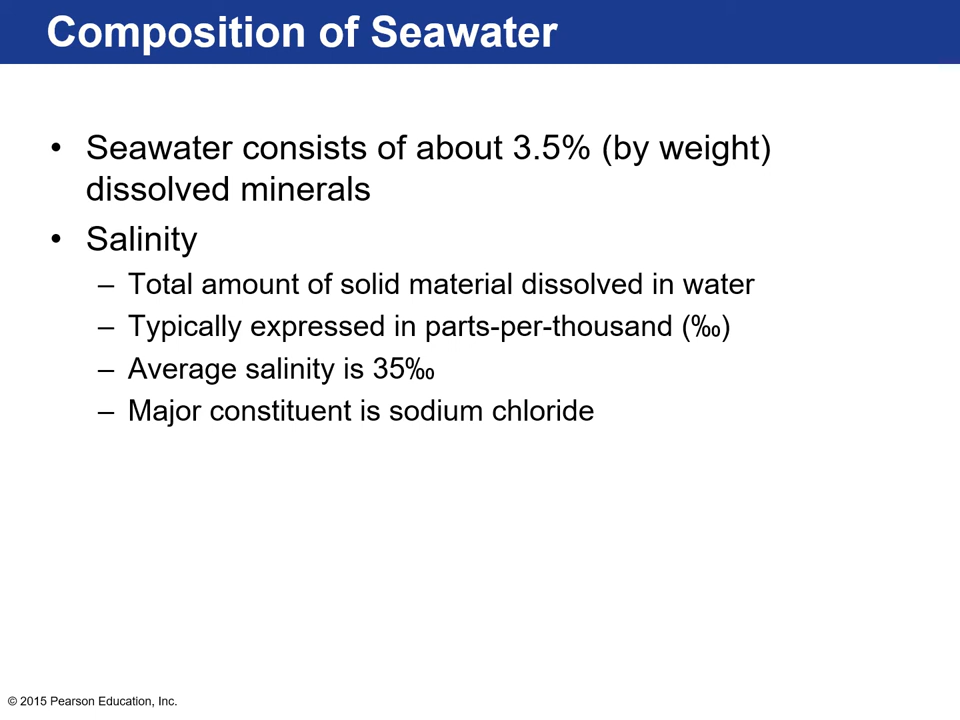 Composition of Seawater
• Seawater consists of about 3.5% (by weight)
dissolved minerals
• Salinity
– Total amount of solid material dissolved in water
– Typically expressed in parts-per-thousand (‰)
– Average salinity is 35‰
– Major constituent is sodium chloride
© 2015 Pearson Education, Inc.